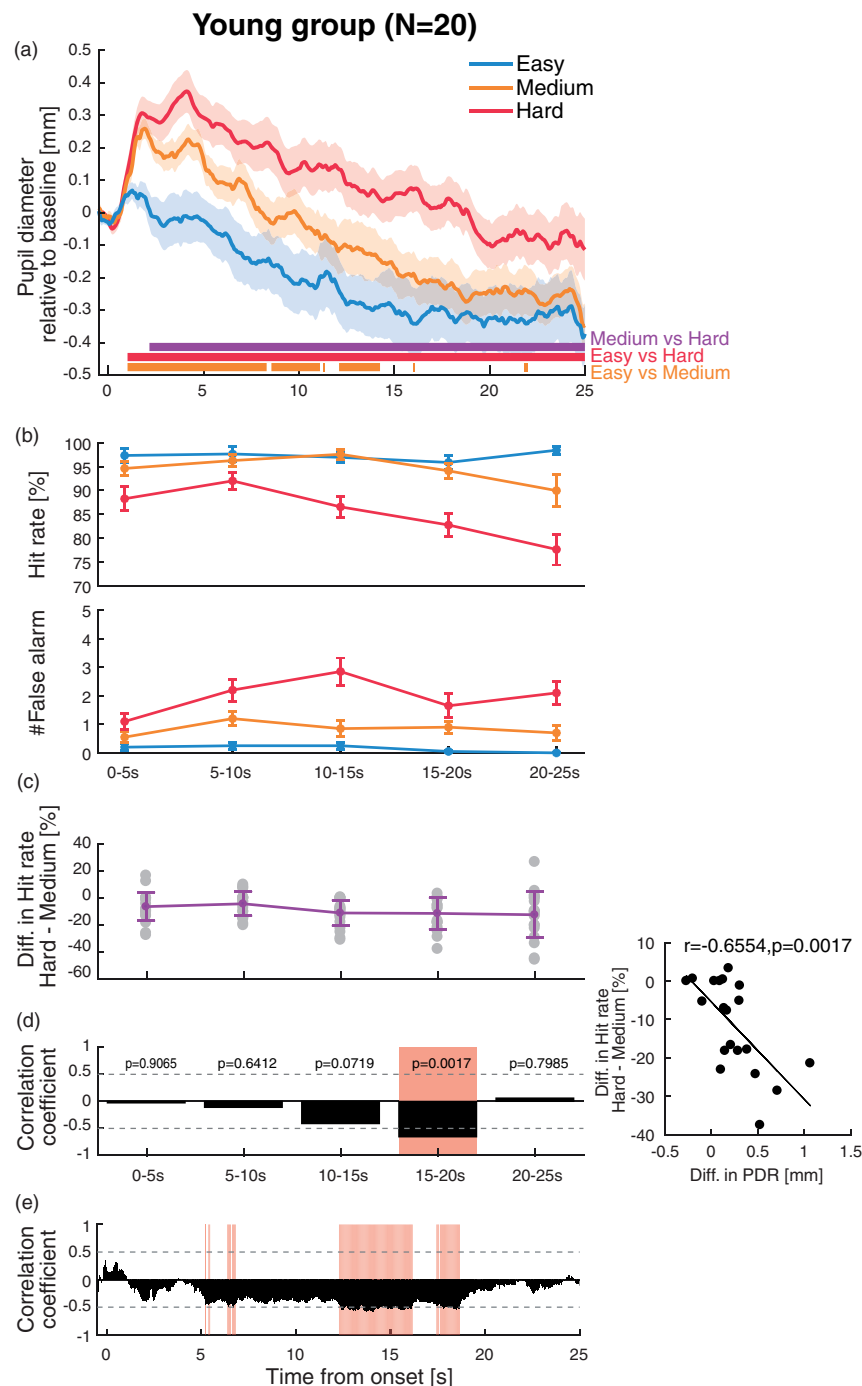 Young group (N=20)
(a)
Pupil diameter
relative to baseline [mm]
0.5
0.4
0.3
0.2
0.1
0
-0.1
-0.2
-0.3
-0.4
-0.5
Easy
Medium
Hard
Medium vs Hard
Easy vs Hard
Easy vs Medium
0 5 10 15 20 25
(b)
Hit rate [%]
100
95
90
85
80
75
70
#False alarm
5
4
3
2
1
0
0-5s 5-10s 10-15s 15-20s 20-25s
(c)
Diff. in Hit rate
Hard - Medium [%]
40
20
0
-20
-40
-60
r=-0.6554,p=0.0017
Diff. in Hit rate
Hard - Medium [%]
10
0
-10
-20
-30
-40
-0.5 0 0.5 1 1.5
Diff. in PDR [mm]
(d)
Correlation
coefficient
1
0.5
0
-0.5
-1
p=0.9065 p=0.6412 p=0.0719 p=0.0017 p=0.7985
0-5s 5-10s 10-15s 15-20s 20-25s
(e)
Correlation
coefficient
1
0.5
0
-0.5
-1
0 5 10 15 20 25
Time from onset [s]